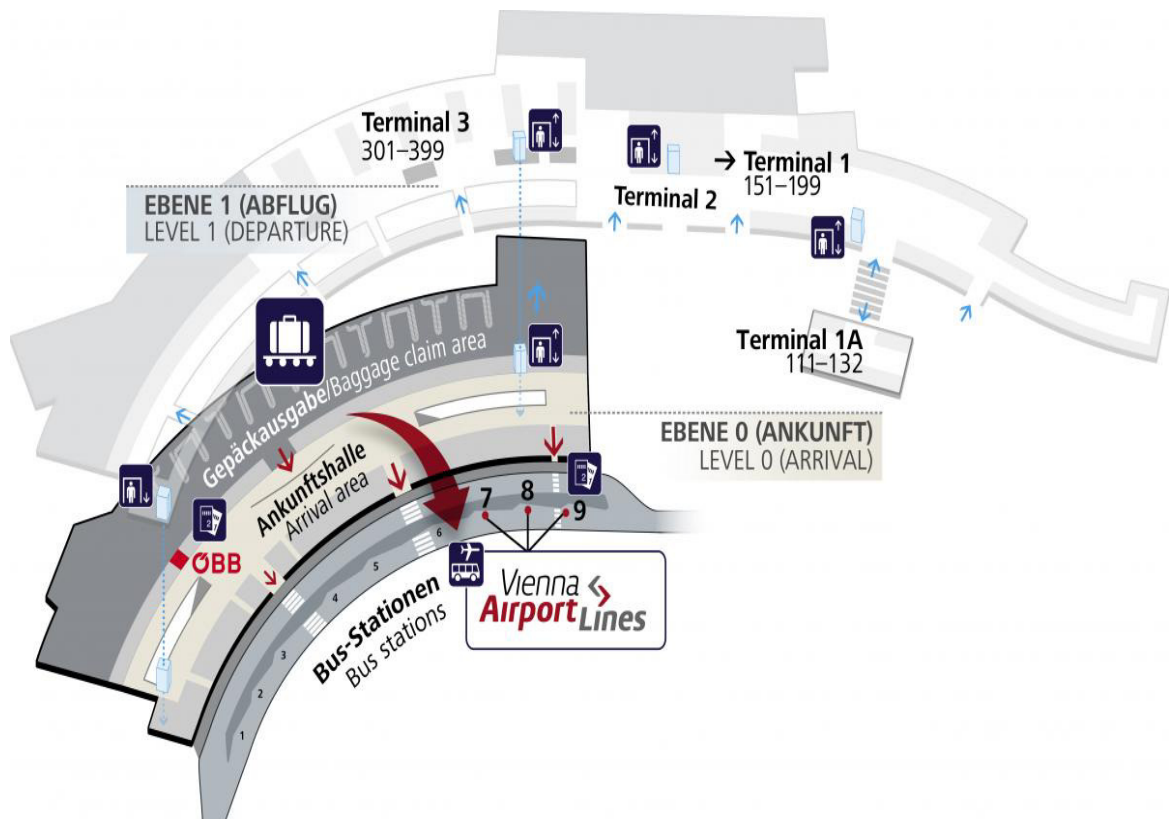 Terminal 3
301–399
→ Terminal 1
151–199
Terminal 2
EBENE 1 (ABFLUG)
LEVEL 1 (DEPARTURE)
Terminal 1A
111–132
Gepäckausgabe/Baggage claim area
EBENE 0 (ANKUNFT)
LEVEL 0 (ARRIVAL)
Ankunftshalle
Arrival area
2
2
ÖBB
7
8
9
6
5
4
3
2
1
Bus-Stationen
Bus stations
Vienna
Airport Lines